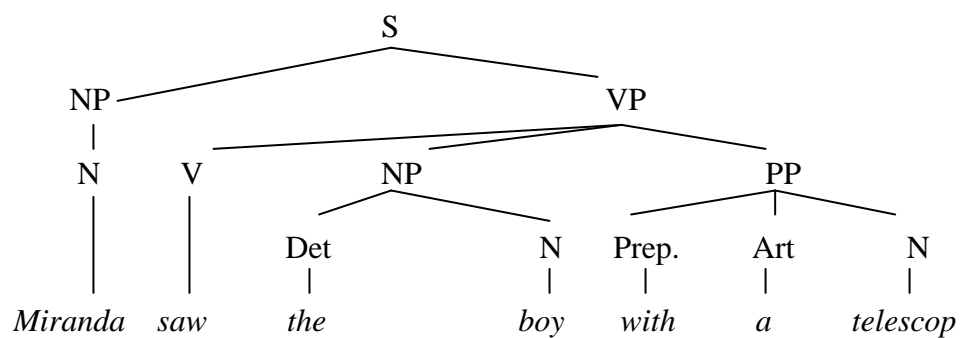 S
NP VP
N V NP PP
Det N Prep. Art N
Miranda saw the boy with a telescop